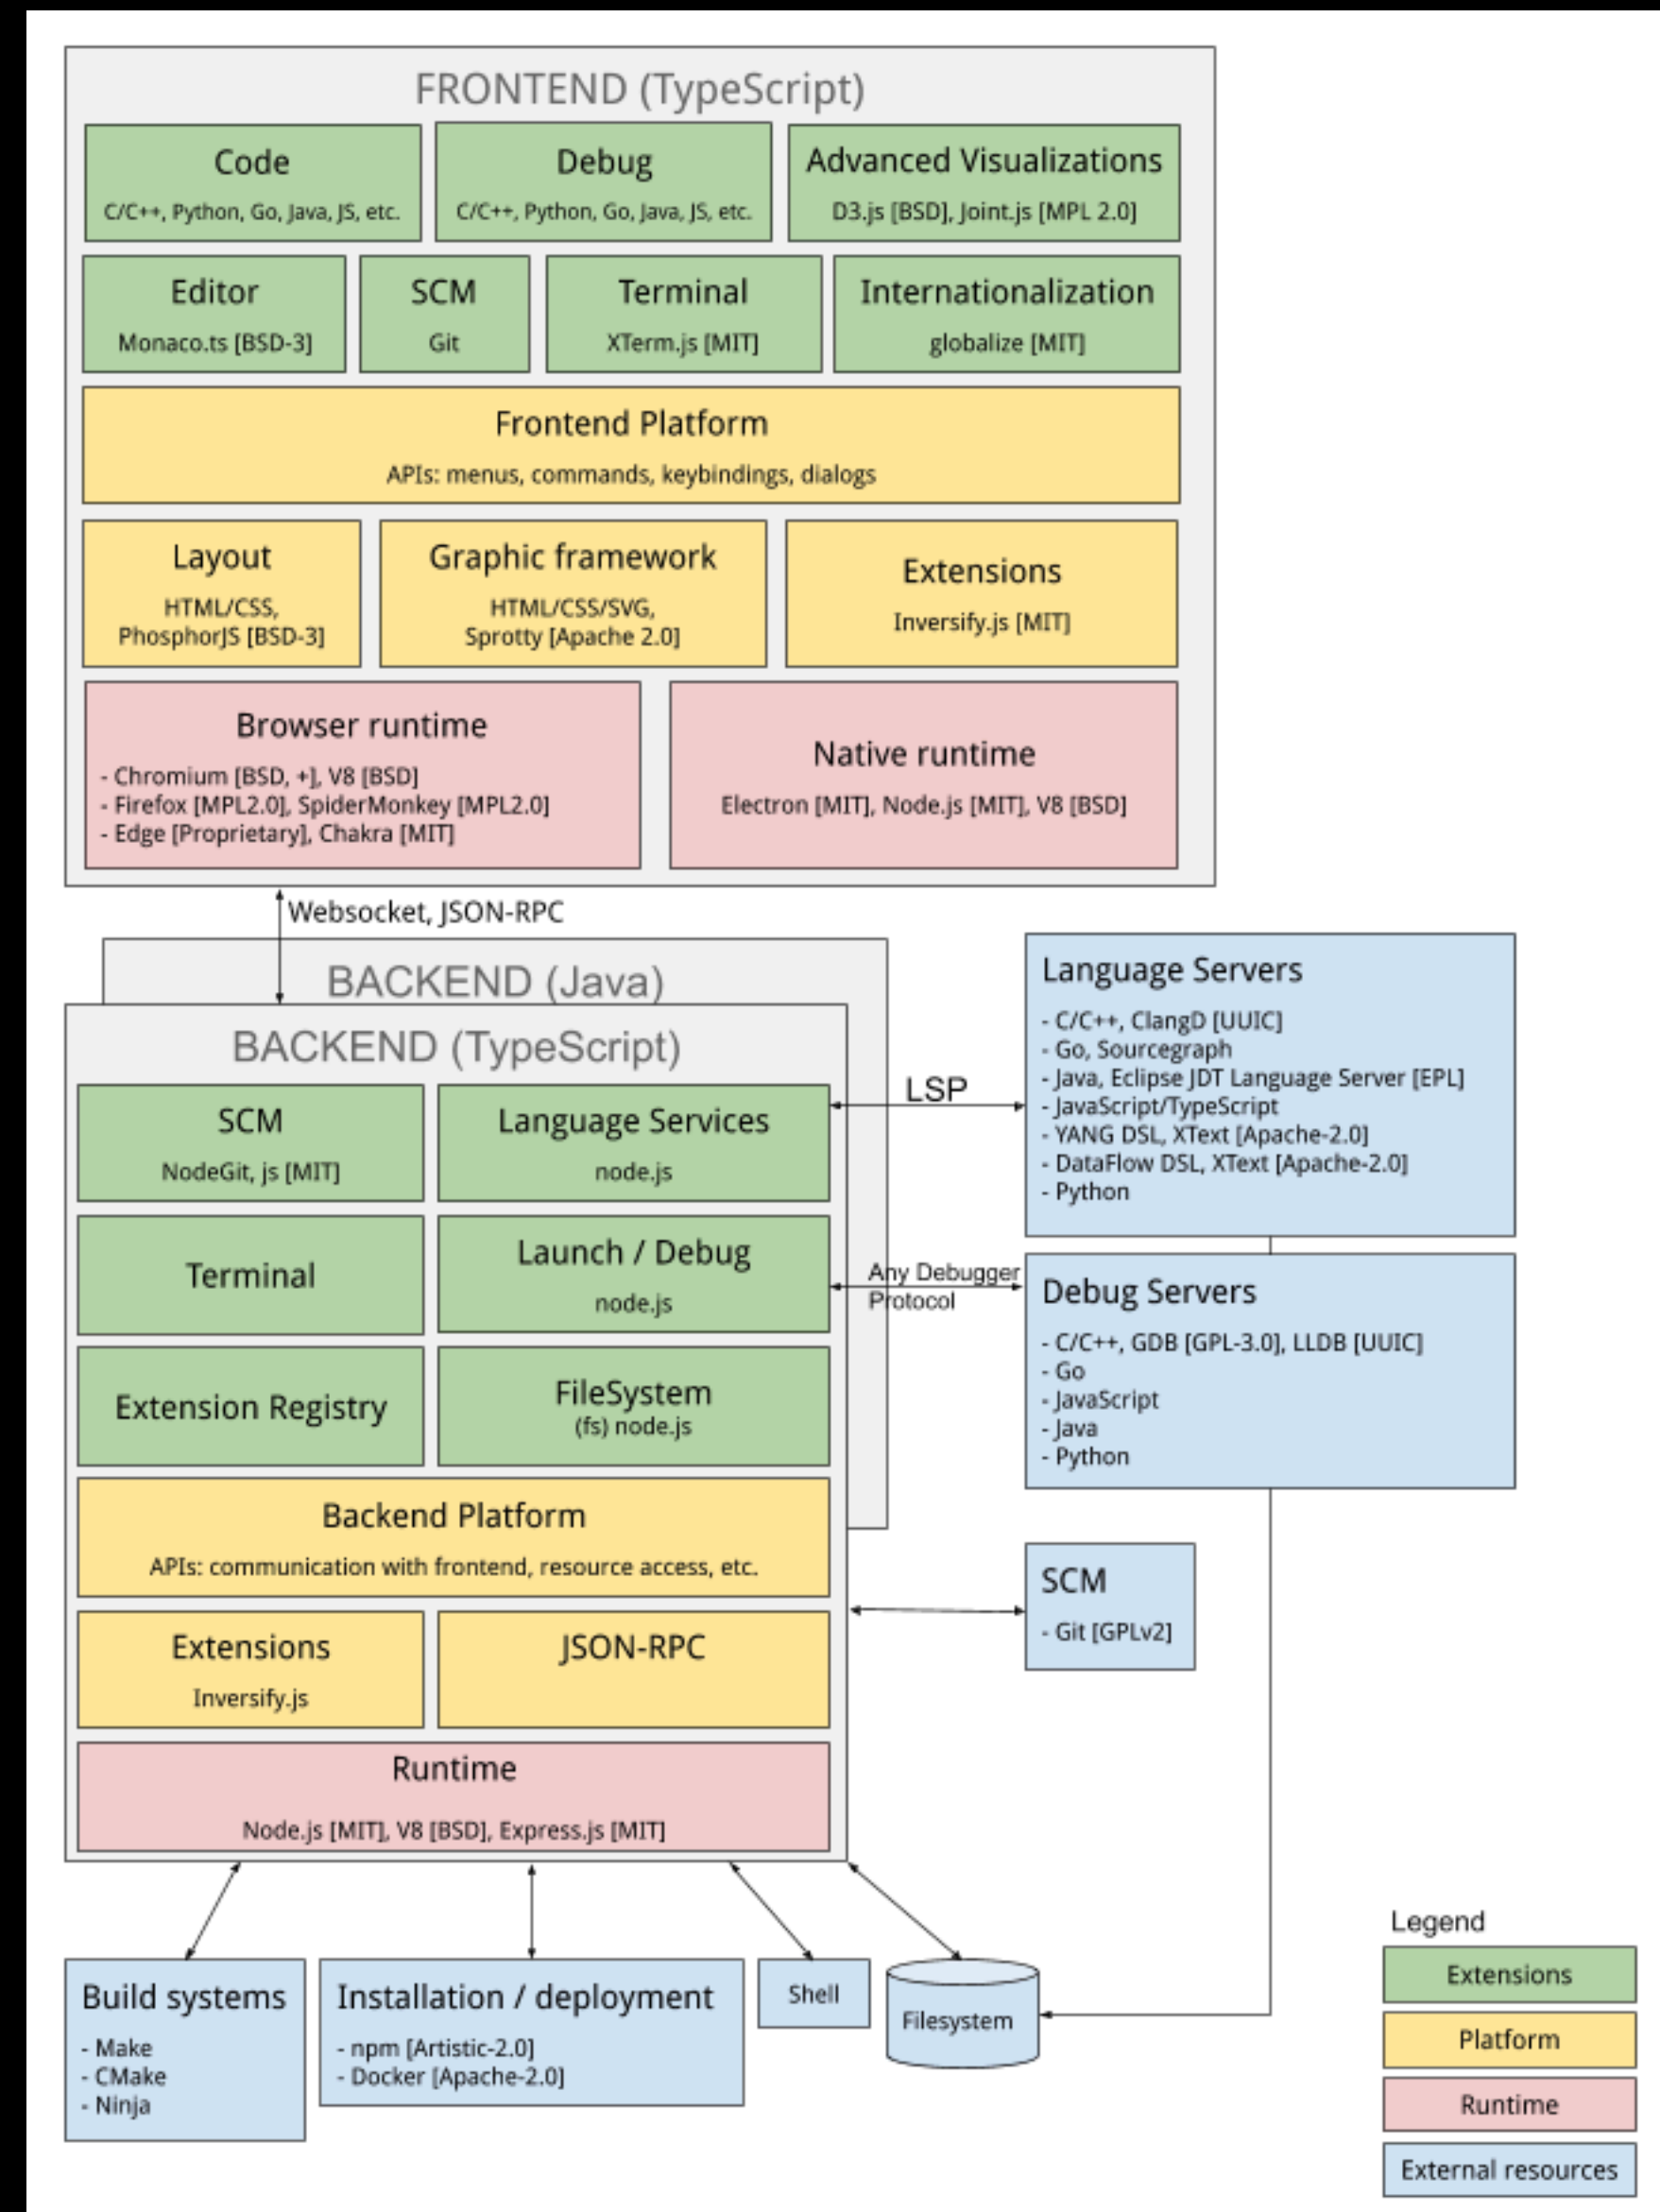 FRONTEND (TypeScript)
Code
C/C++, Python, Go, Java, JS, etc.
Debug
C/C++, Python, Go, Java, JS, etc.
Advanced Visualizations
D3.js [BSD], Joint.js [MPL 2.0]
Editor
Monaco.ts [BSD-3]
SCM
Git
Terminal
XTerm.js [MIT]
Internationalization
globalize [MIT]
Frontend Platform
APIs: menus, commands, keybindings, dialogs
Layout
HTML/CSS,
PhosphorJS [BSD-3]
Graphic framework
HTML/CSS/SVG,
Sprotty [Apache 2.0]
Extensions
Inversify.js [MIT]
Browser runtime
- Chromium [BSD, +], V8 [BSD]
- Firefox [MPL2.0], SpiderMonkey [MPL2.0]
- Edge [Proprietary], Chakra [MIT]
Native runtime
Electron [MIT], Node.js [MIT], V8 [BSD]
Websocket, JSON-RPC
BACKEND (Java)
BACKEND (TypeScript)
SCM
NodeGit, js [MIT]
Language Services
node.js
Terminal
Launch / Debug
node.js
Extension Registry
FileSystem
(fs) node.js
Backend Platform
APIs: communication with frontend, resource access, etc.
Extensions
Inversify.js
JSON-RPC
Runtime
Node.js [MIT], V8 [BSD], Express.js [MIT]
LSP
Any Debugger
Protocol
Language Servers
- C/C++, ClangD [UUIC]
- Go, Sourcegraph
- Java, Eclipse JDT Language Server [EPL]
- JavaScript/TypeScript
- YANG DSL, XText [Apache-2.0]
- DataFlow DSL, XText [Apache-2.0]
- Python
Debug Servers
- C/C++, GDB [GPL-3.0], LLDB [UUIC]
- Go
- JavaScript
- Java
- Python
SCM
- Git [GPLv2]
Build systems
- Make
- CMake
- Ninja
Installation / deployment
- npm [Artistic-2.0]
- Docker [Apache-2.0]
Shell
Filesystem
Legend
Extensions
Platform
Runtime
External resources